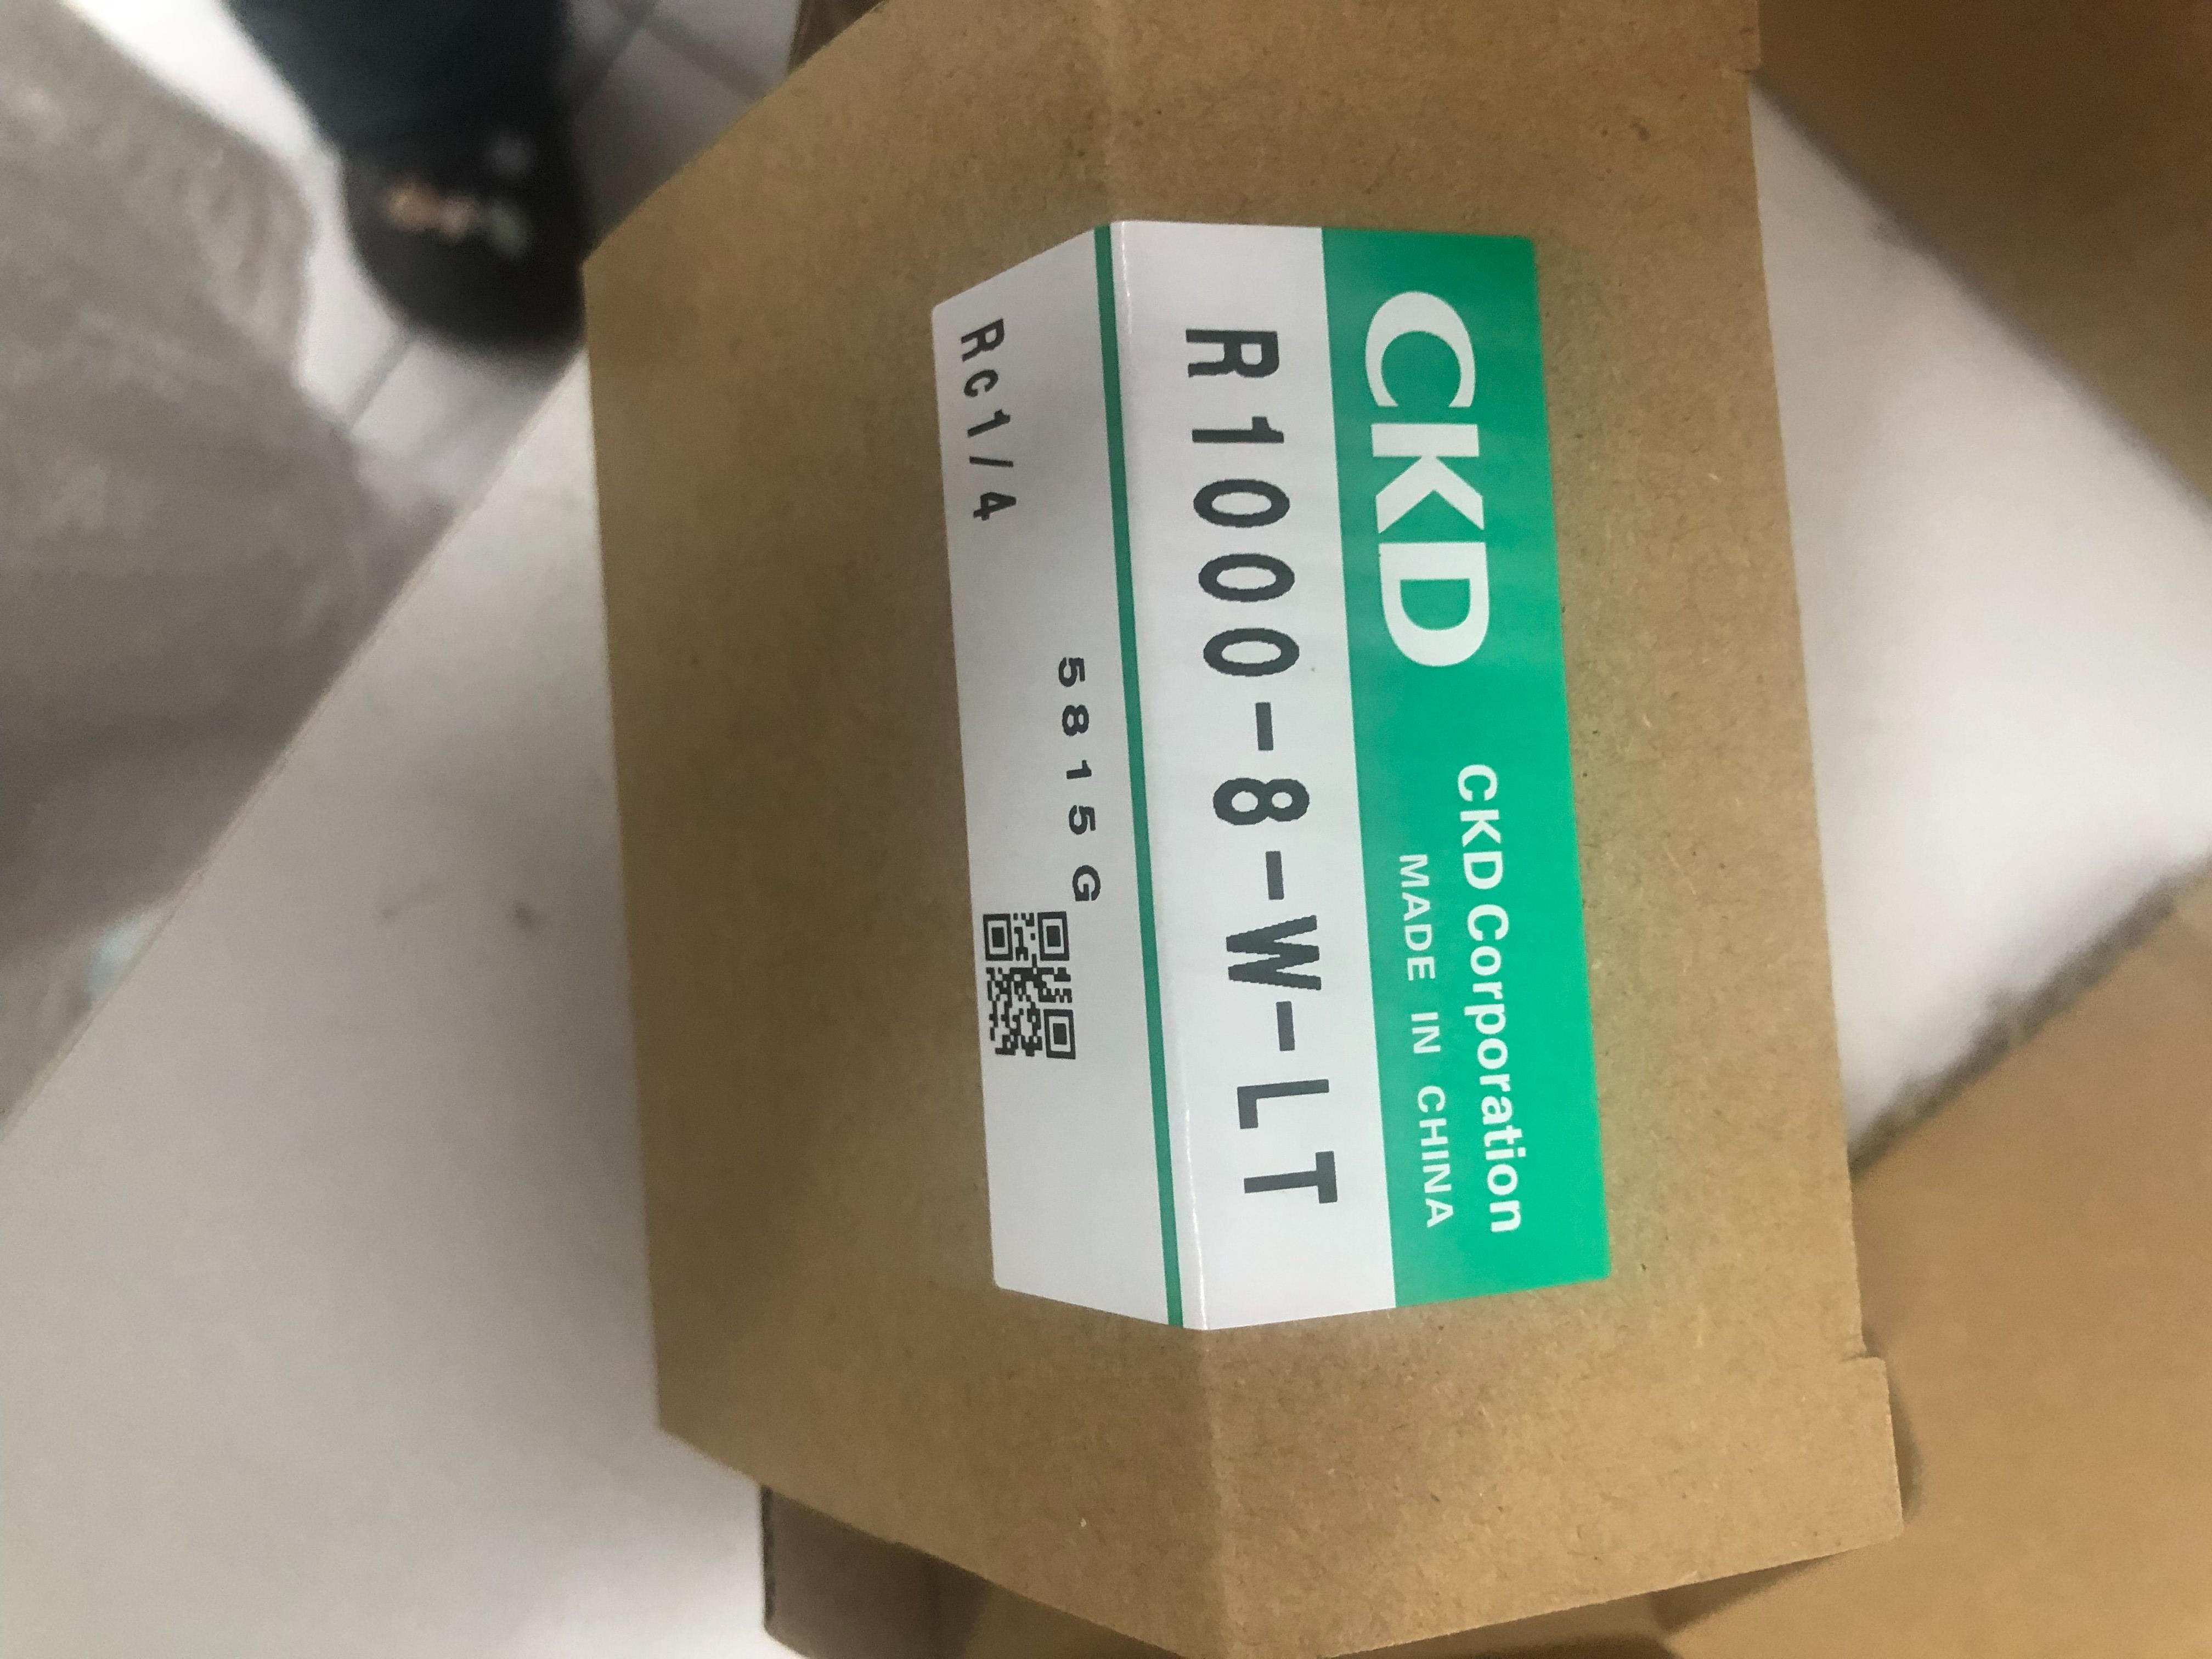 CKD CKD Corporation
MADE IN CHINA
R1000-8-W-LT
5815G
Rc1/4